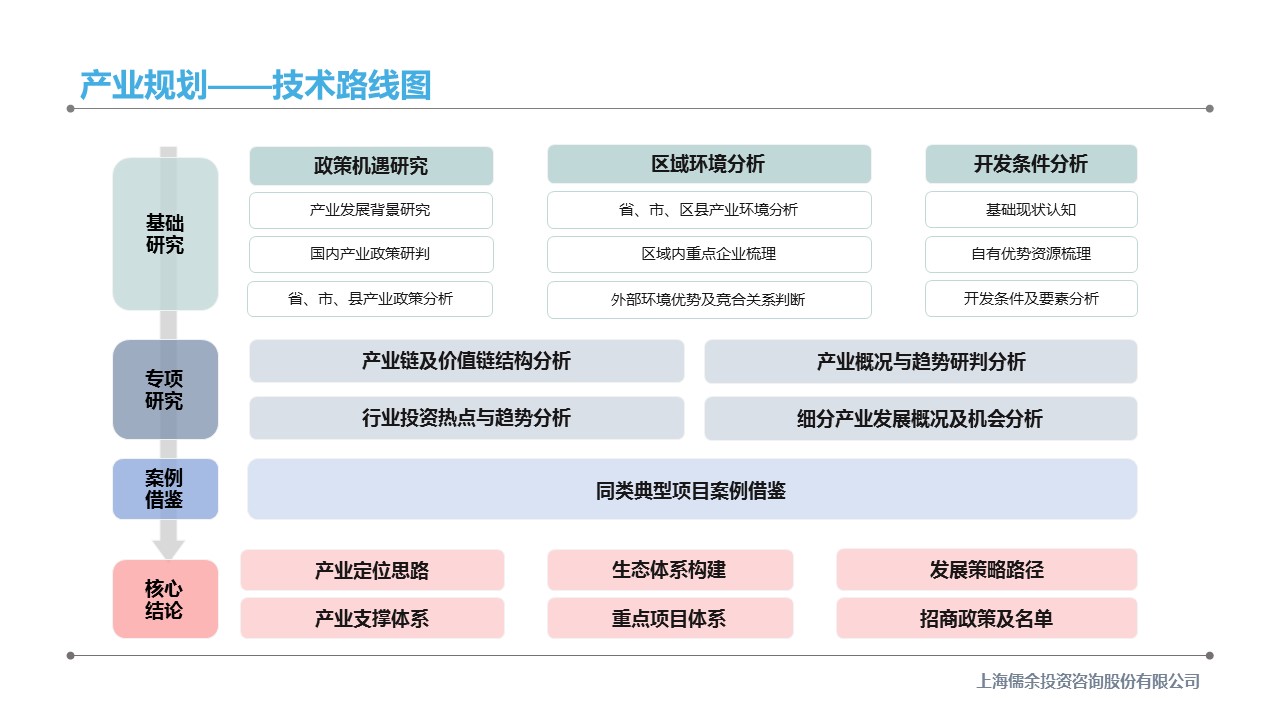 产业规划——技术路线图
基础
研究
政策机遇研究
产业发展背景研究
国内产业政策研判
省、市、县产业政策分析
区域环境分析
省、市、区县产业环境分析
区域内重点企业梳理
外部环境优势及竞合关系判断
开发条件分析
基础现状认知
自有优势资源梳理
开发条件及要素分析
专项
研究
产业链及价值链结构分析
产业概况与趋势研判分析
行业投资热点与趋势分析
细分产业发展概况及机会分析
案例
借鉴
同类典型项目案例借鉴
核心
结论
产业定位思路
生态体系构建
发展策略路径
产业支撑体系
重点项目体系
招商政策及名单
上海儒余投资咨询股份有限公司